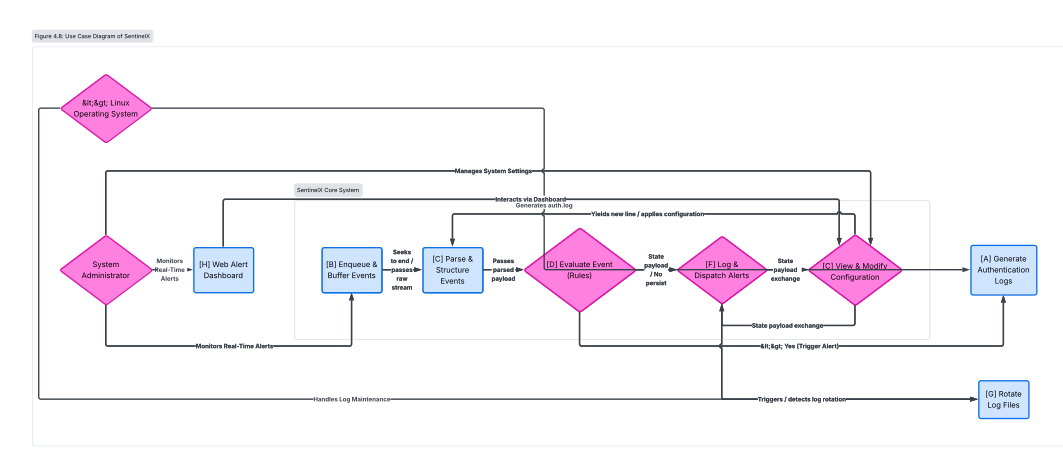 Figure 4.8: Use Case Diagram of SentinelX
&lt;&gt; Linux
Operating System
Manages System Settings
SentinelX Core System
Interacts via Dashboard
Generates auth.log
Yields new line / applies configuration
System
Administrator
Monitors
Real-Time
Alerts
[H] Web Alert
Dashboard
[B] Enqueue &
Buffer Events
Seeks
to end /
passes
raw
stream
[C] Parse &
Structure
Events
Passes
parsed
payload
[D] Evaluate Event
(Rules)
State
payload
/ No
persist
[F] Log &
Dispatch Alerts
State
payload
exchange
[C] View & Modify
Configuration
[A] Generate
Authentication
Logs
State payload exchange
Monitors Real-Time Alerts
&lt;&gt; Yes (Trigger Alert)
Handles Log Maintenance
Triggers / detects log rotation
[G] Rotate
Log Files